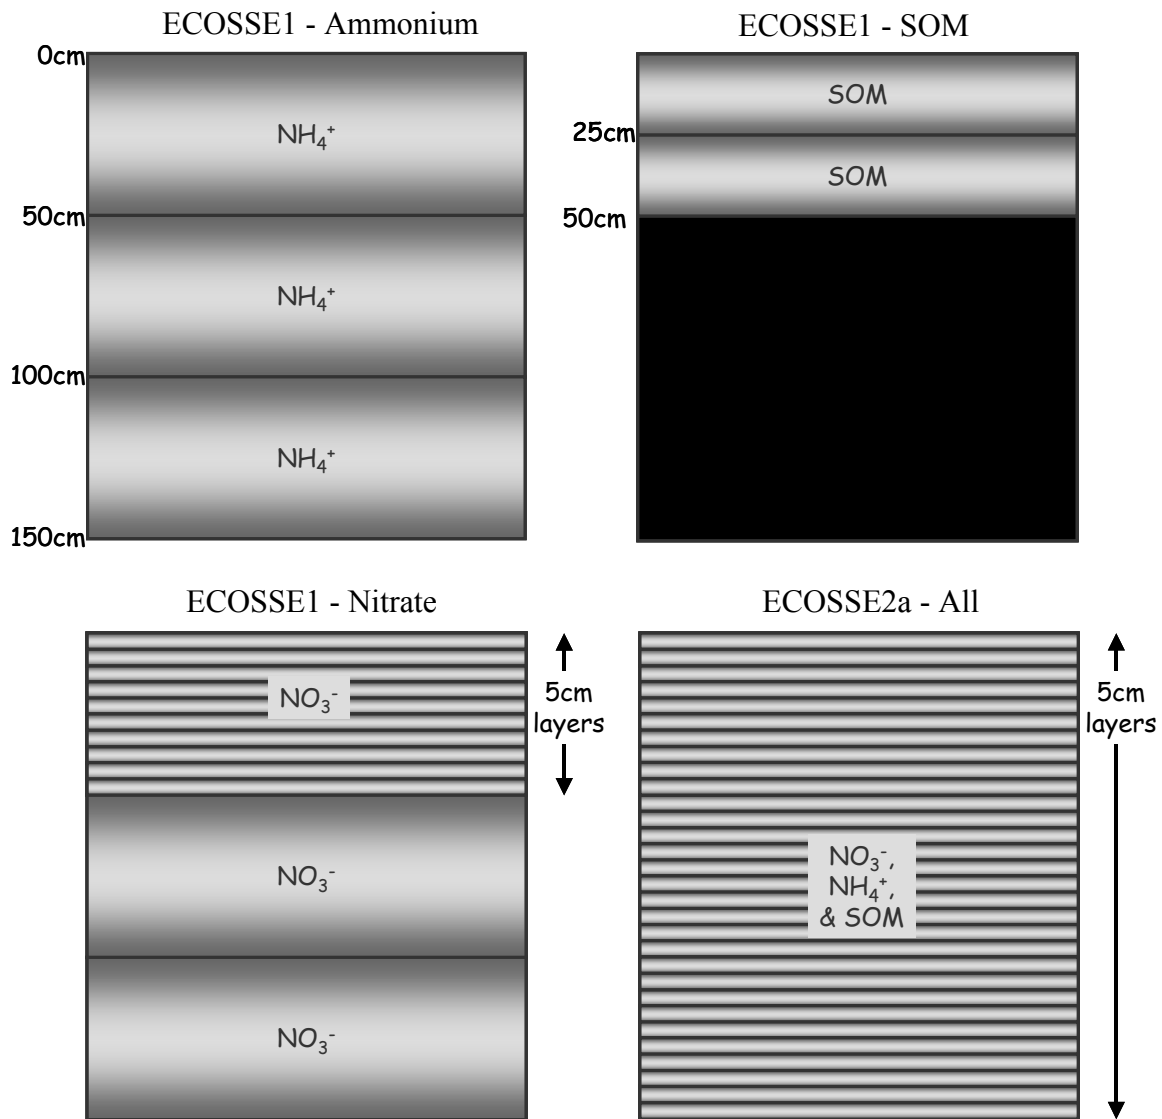 ECOSSE1 - Ammonium
0cm
NH₄⁺
50cm
NH₄⁺
100cm
NH₄⁺
150cm
ECOSSE1 - SOM
SOM
25cm
SOM
50cm
ECOSSE1 - Nitrate
NO₃⁻
5cm
layers
NO₃⁻
NO₃⁻
ECOSSE2a - All
NO₃⁻,
NH₄⁺,
& SOM
5cm
layers